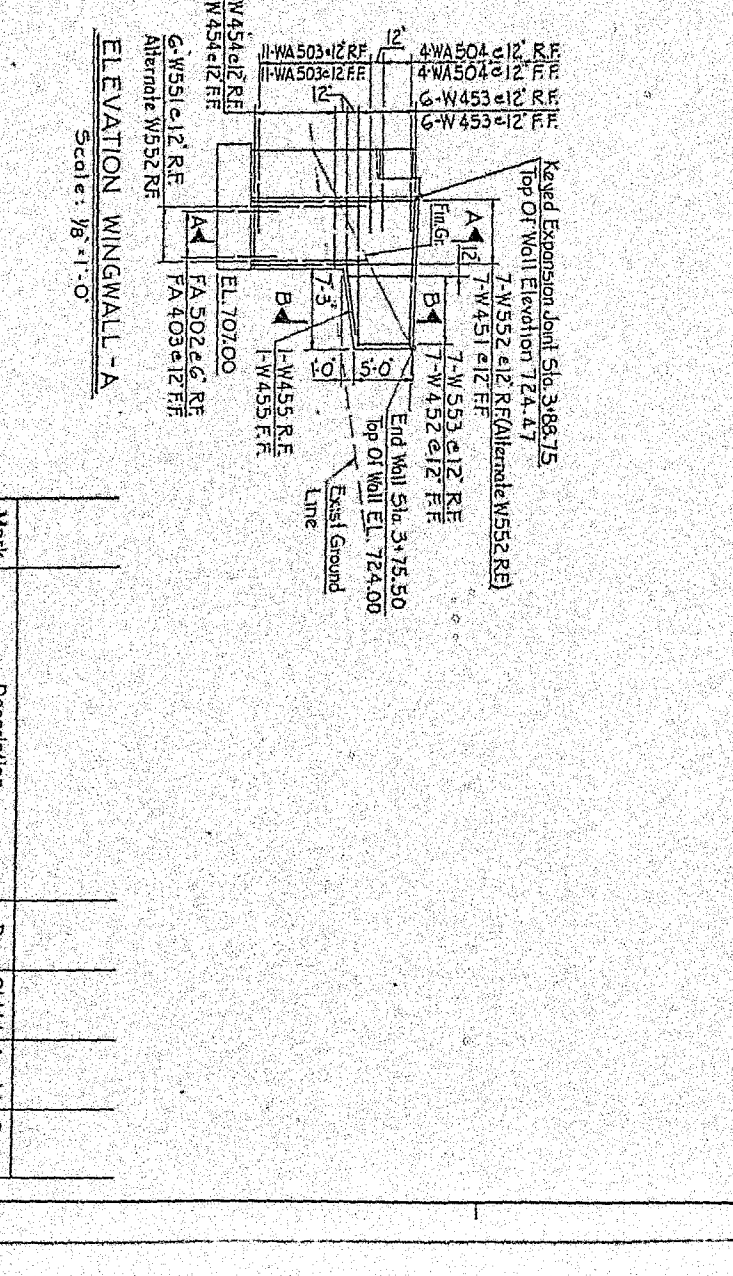 Keyed Expansion Joint Sta. 3+88.75
Top Of Wall Elevation 724.47
7-W552 @ 12" R.F. (Alternate W552 R.F.)
7-W451 @ 12" F.F.
7-W553 @ 12" R.F.
7-W452 @ 12" F.F.
End Wall Sta. 3+75.50
Top Of Wall EL. 724.00
Exist Ground
Line
4-WA504 @ 12" R.F.
4-WA504 @ 12" F.F.
6-W453 @ 12" R.F.
6-W453 @ 12" F.F.
12"
11-WA503 @ 12" R.F.
11-WA503 @ 12" F.F.
12"
W454 @ 12" R.F.
W454 @ 12" F.F.
A
12"
Fin. Gr.
B
5'-0"
1'-0"
7'-3"
B
1-W455 R.F.
1-W455 F.F.
EL. 707.00
A
FA 502 @ 6" R.F.
FA 403 @ 12" F.F.
6-W551 @ 12" R.F.
Alternate W552 R.F.
ELEVATION WINGWALL-A
Scale: 1/8" = 1'-0"
Mark
Description